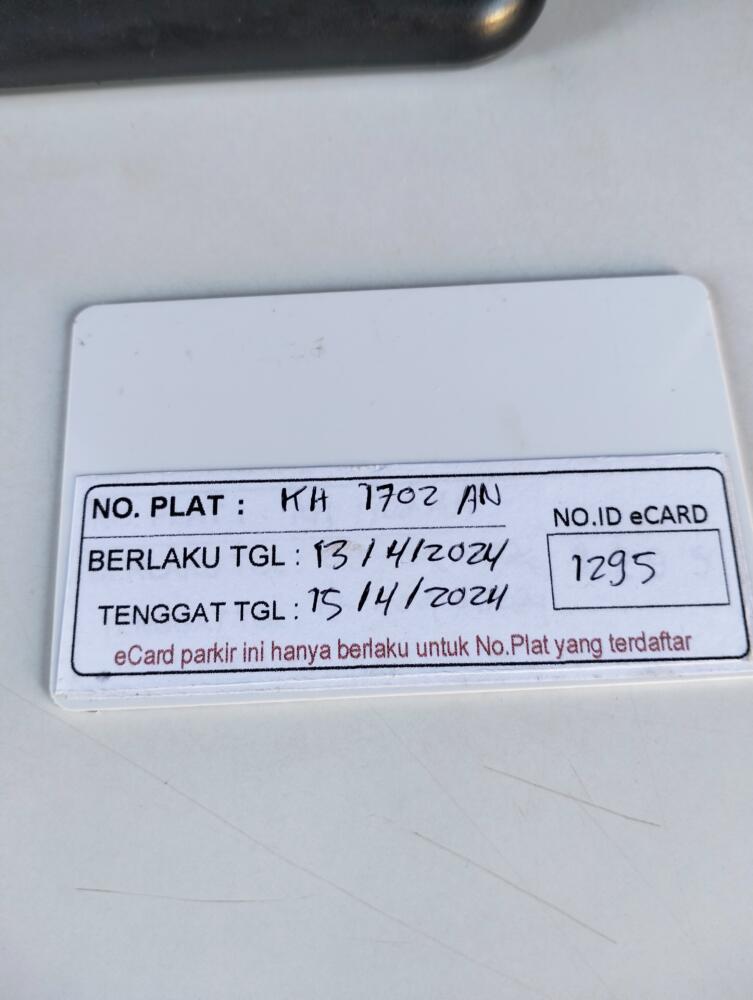 NO. PLAT : KH 1702 AN
NO.ID eCARD
BERLAKU TGL : 13/4/2024
1295
TENGGAT TGL : 15/4/2024
eCard parkir ini hanya berlaku untuk No.Plat yang terdaftar